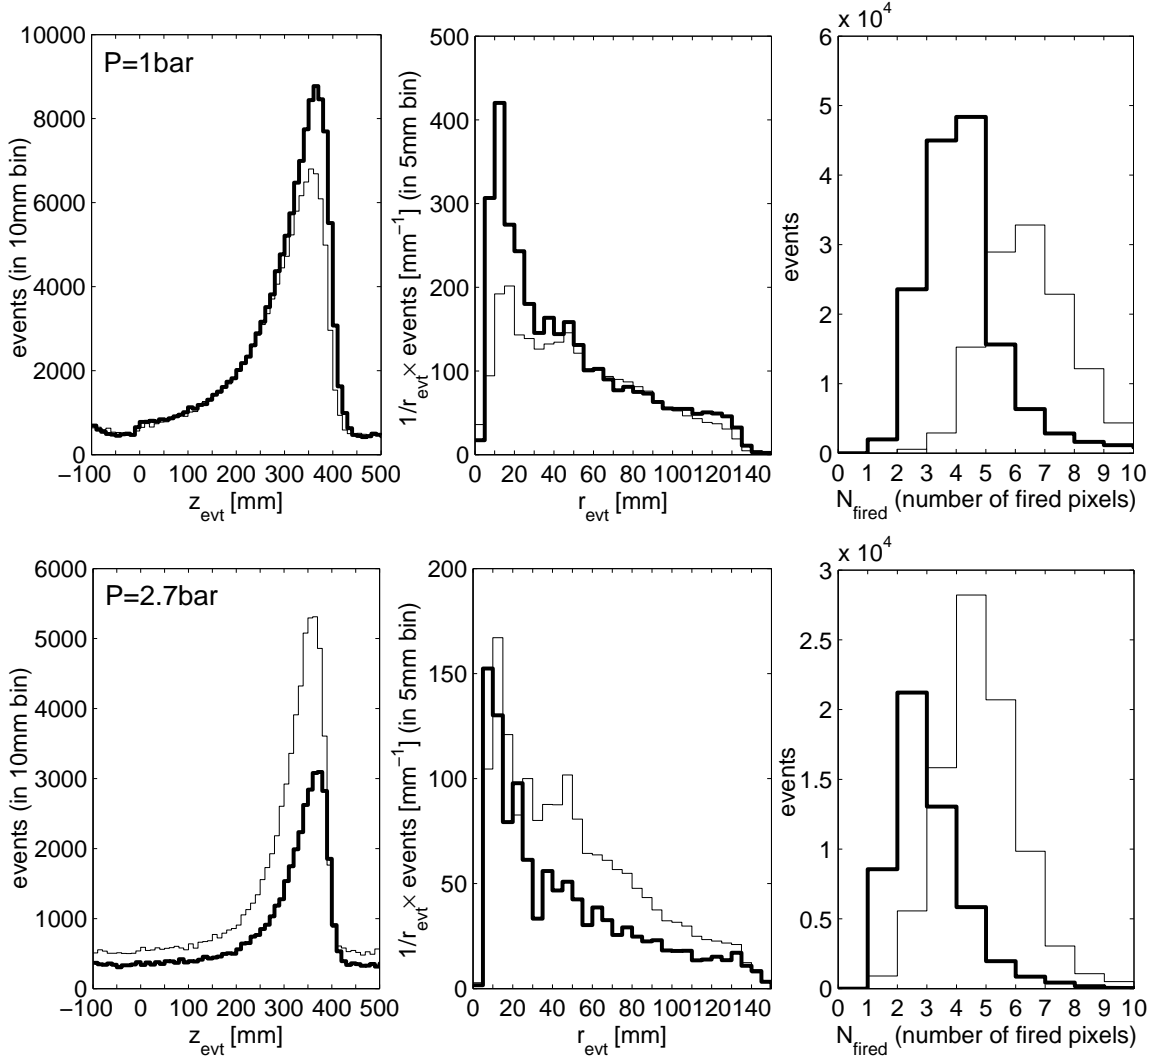 P=1bar
events (in 10mm bin)
10000
8000
6000
4000
2000
0
−100 0 100 200 300 400 500
z_evt [mm]
1/r_evt × events [mm⁻¹] (in 5mm bin)
500
400
300
200
100
0
0 20 40 60 80 100 120 140
r_evt [mm]
x 10⁴
events
6
5
4
3
2
1
0
0 1 2 3 4 5 6 7 8 9 10
N_fired (number of fired pixels)
P=2.7bar
events (in 10mm bin)
6000
5000
4000
3000
2000
1000
0
−100 0 100 200 300 400 500
z_evt [mm]
1/r_evt × events [mm⁻¹] (in 5mm bin)
200
150
100
50
0
0 20 40 60 80 100 120 140
r_evt [mm]
x 10⁴
events
3
2.5
2
1.5
1
0.5
0
0 1 2 3 4 5 6 7 8 9 10
N_fired (number of fired pixels)